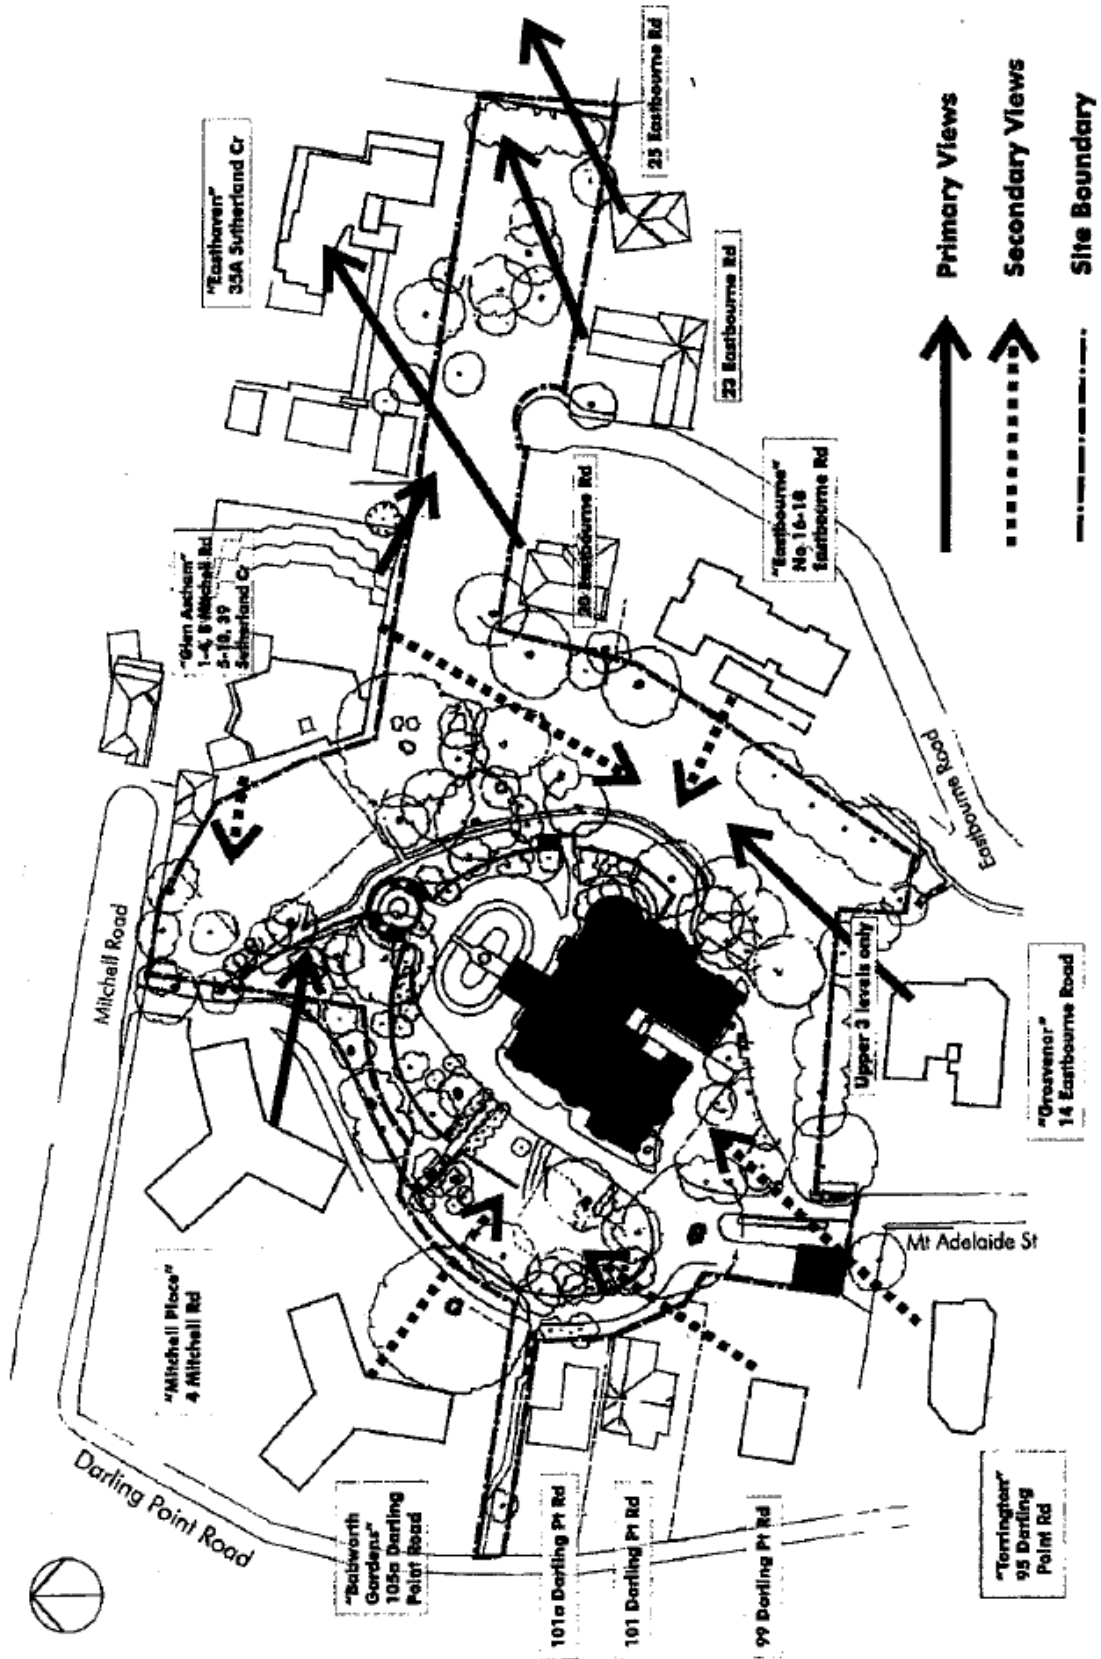 "Easthaven"
35A Sutherland Cr
25 Eastbourne Rd
23 Eastbourne Rd
"Glen Ascham"
1-4, 8 Mitchell Rd
5-10, 39
Sutherland Cr
20 Eastbourne Rd
"Eastbourne"
No 16-18
Eastbourne Rd
Primary Views
Secondary Views
Site Boundary
Mitchell Road
Eastbourne Road
Upper 3 levels only
"Grosvenor"
14 Eastbourne Road
"Mitchell Place"
4 Mitchell Rd
Mt Adelaide St
Darling Point Road
"Babworth
Gardens"
105a Darling
Point Road
101a Darling Pt Rd
101 Darling Pt Rd
99 Darling Pt Rd
"Torrington"
95 Darling
Point Rd